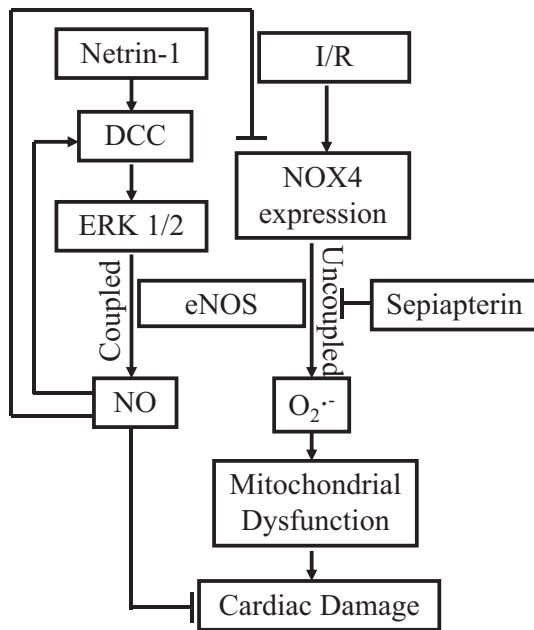 Netrin-1
I/R
DCC
NOX4
expression
ERK 1/2
Coupled
eNOS
Uncoupled
Sepiapterin
NO
O₂·⁻
Mitochondrial
Dysfunction
Cardiac Damage